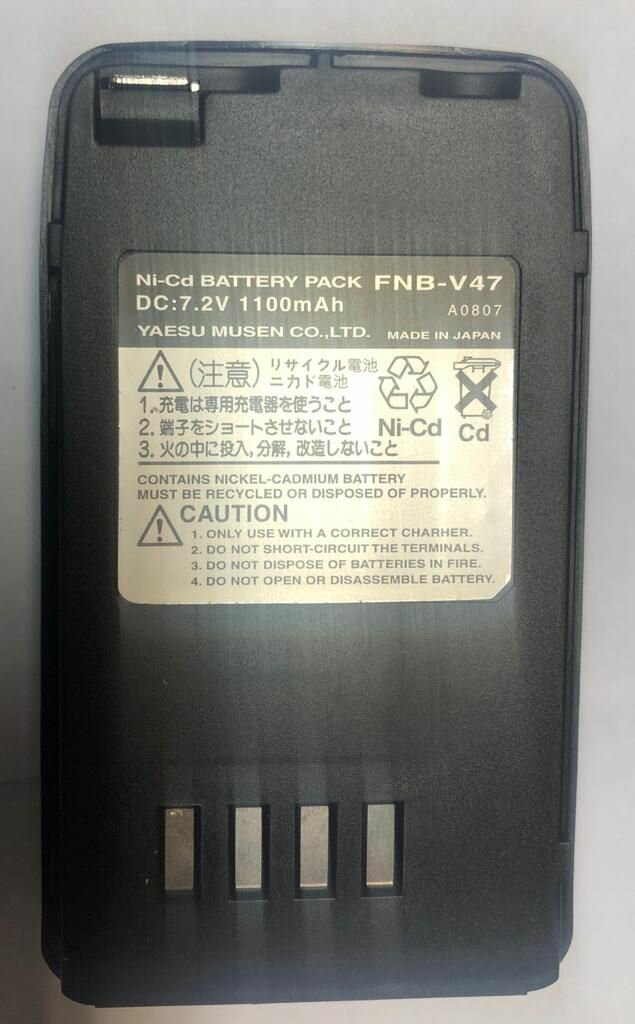 Ni-Cd BATTERY PACK FNB-V47
DC:7.2V 1100mAh A0807
YAESU MUSEN CO.,LTD. MADE IN JAPAN
(注意) リサイクル電池
ニカド電池
1. 充電は専用充電器を使うこと
2. 端子をショートさせないこと
3. 火の中に投入, 分解, 改造しないこと
Ni-Cd Cd
CONTAINS NICKEL-CADMIUM BATTERY
MUST BE RECYCLED OR DISPOSED OF PROPERLY.
CAUTION
1. ONLY USE WITH A CORRECT CHARHER.
2. DO NOT SHORT-CIRCUIT THE TERMINALS.
3. DO NOT DISPOSE OF BATTERIES IN FIRE.
4. DO NOT OPEN OR DISASSEMBLE BATTERY.